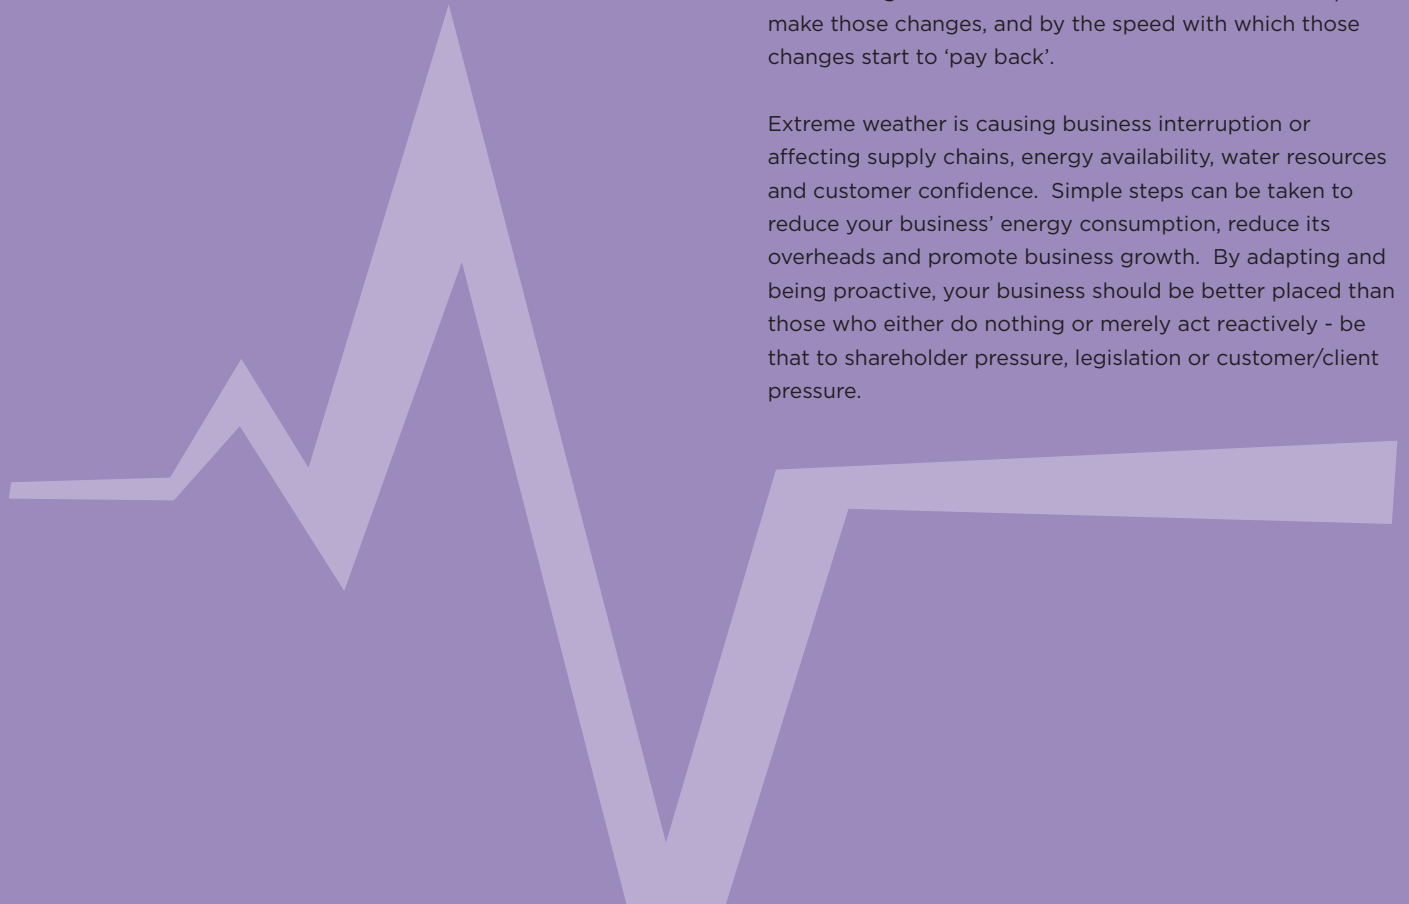 make those changes, and by the speed with which those
changes start to ‘pay back’.
Extreme weather is causing business interruption or
affecting supply chains, energy availability, water resources
and customer confidence.  Simple steps can be taken to
reduce your business’ energy consumption, reduce its
overheads and promote business growth.  By adapting and
being proactive, your business should be better placed than
those who either do nothing or merely act reactively - be
that to shareholder pressure, legislation or customer/client
pressure.